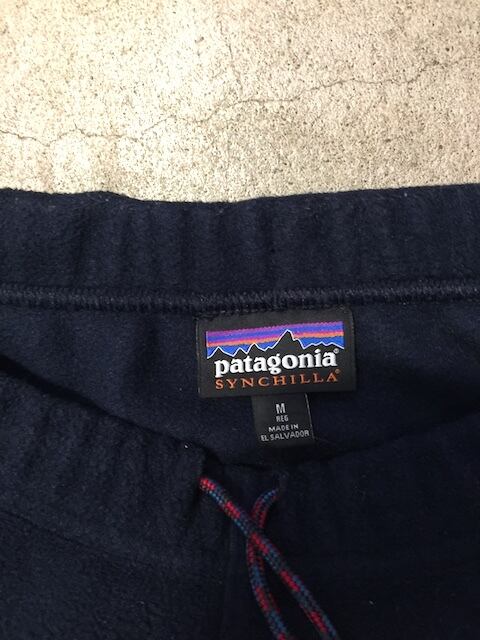 patagonia®
SYNCHILLA®
M
REG
MADE IN
EL SALVADOR